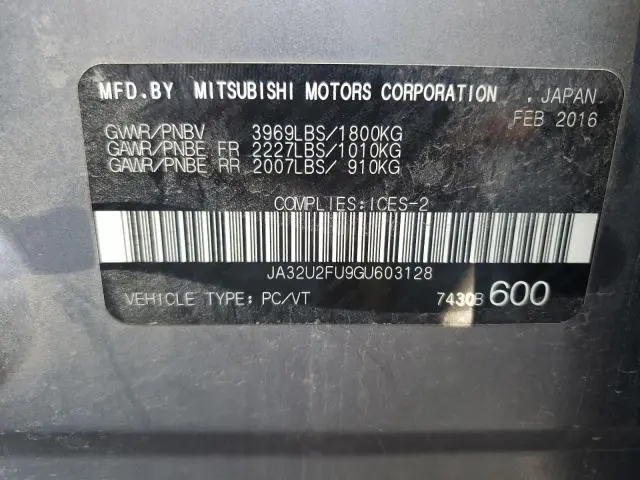 MFD.BY MITSUBISHI MOTORS CORPORATION , JAPAN
FEB 2016
GWVR/PNBV 3969LBS/1800KG
GAWR/PNBE FR 2227LBS/1010KG
GAWR/PNBE RR 2007LBS/ 910KG
COMPLIES:ICES-2
JA32U2FU9GU603128
VEHICLE TYPE:PC/VT 7430B 600